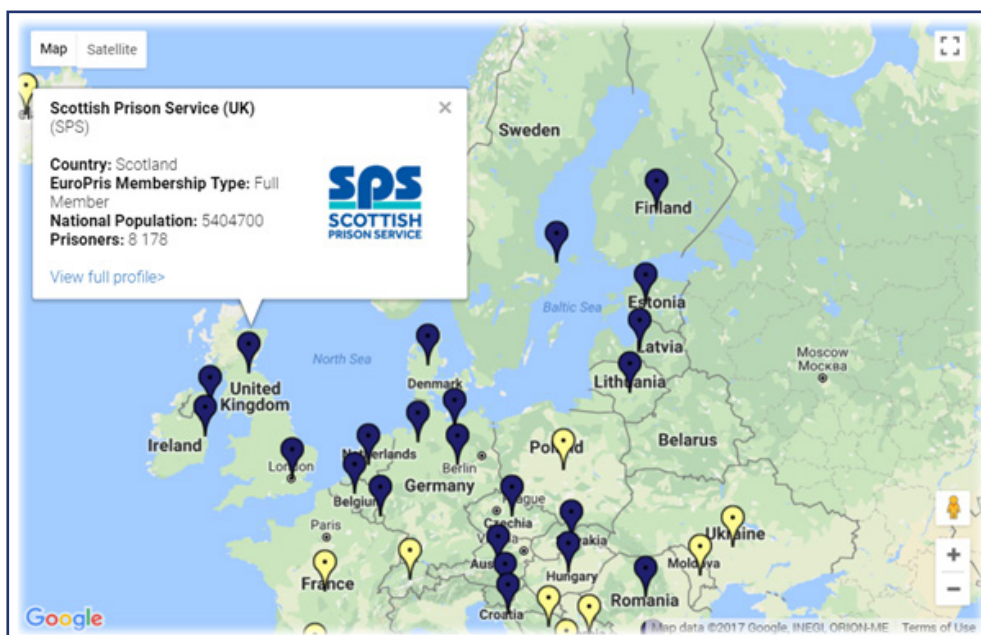 Map Satellite
Scottish Prison Service (UK)
(SPS)
Country: Scotland
EuroPris Membership Type: Full
Member
National Population: 5404700
Prisoners: 8 178
View full profile>
sps
SCOTTISH
PRISON SERVICE
Sweden
Finland
Estonia
Baltic Sea
Latvia
North Sea
Moscow
Москва
Denmark
Lithuania
United
Kingdom
Ireland
Netherlands
Poland
Belarus
London
Berlin
Belgium
Germany
Prague
Czechia
Paris
Ukraine
Hungary
Moldova
France
Romania
Croatia
Google
Map data ©2017 Google, INEGI, ORION-ME Terms of Use